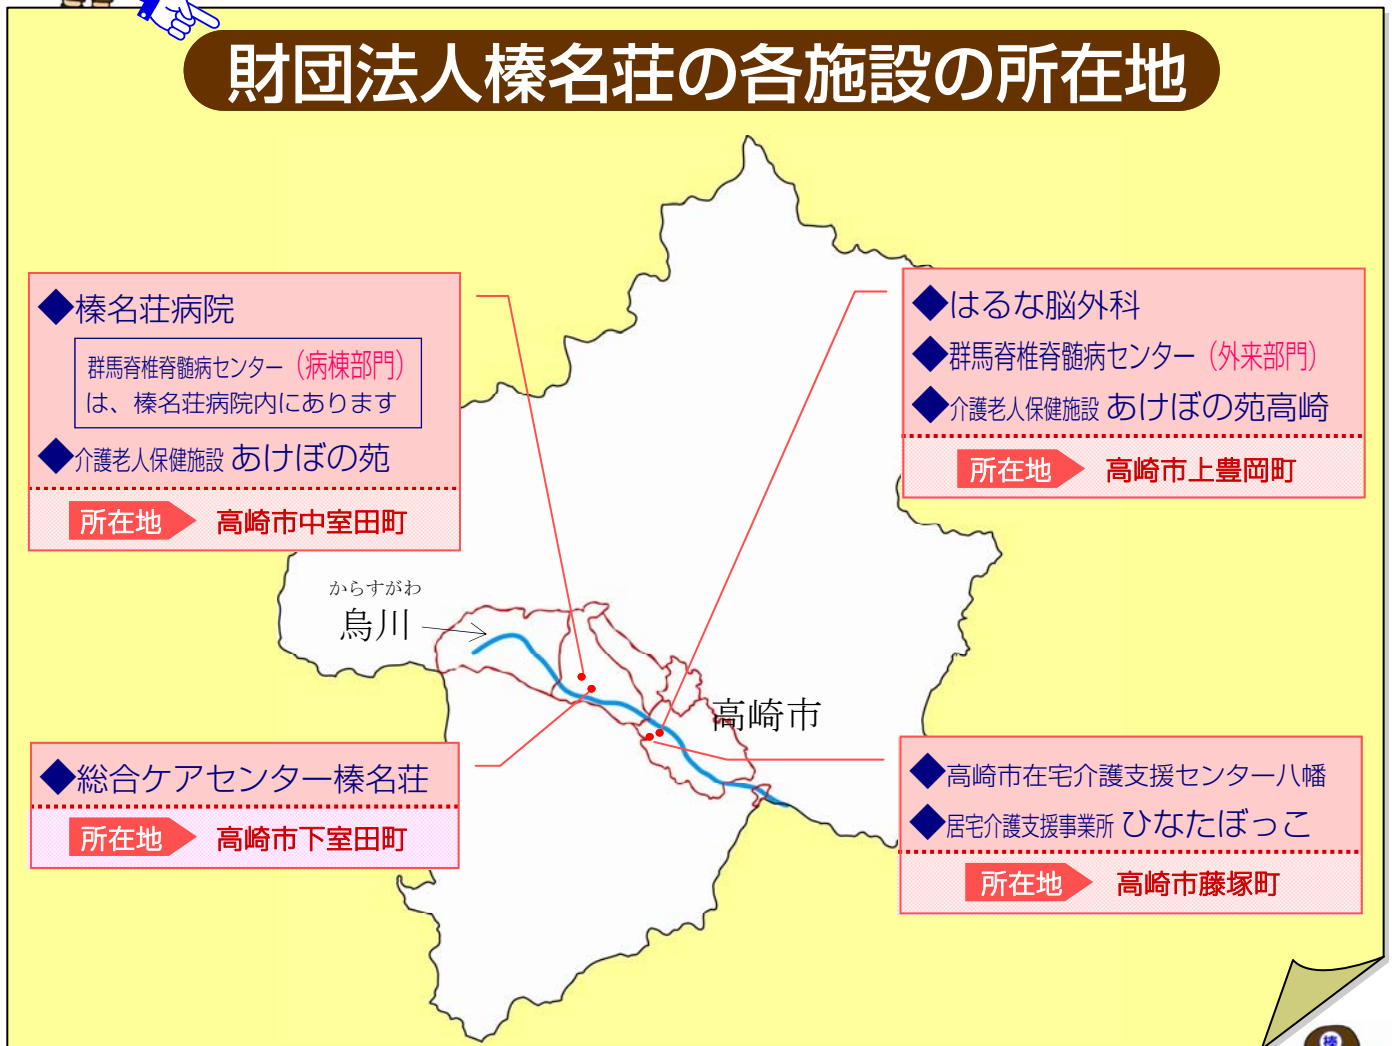 財団法人榛名荘の各施設の所在地
◆榛名荘病院
群馬脊椎脊髄病センター（病棟部門）
は、榛名荘病院内にあります
◆介護老人保健施設 あけぼの苑
所在地 高崎市中室田町
◆はるな脳外科
◆群馬脊椎脊髄病センター（外来部門）
◆介護老人保健施設 あけぼの苑高崎
所在地 高崎市上豊岡町
からすがわ
烏川
高崎市
◆総合ケアセンター榛名荘
所在地 高崎市下室田町
◆高崎市在宅介護支援センター八幡
◆居宅介護支援事業所 ひなたぼっこ
所在地 高崎市藤塚町
榛